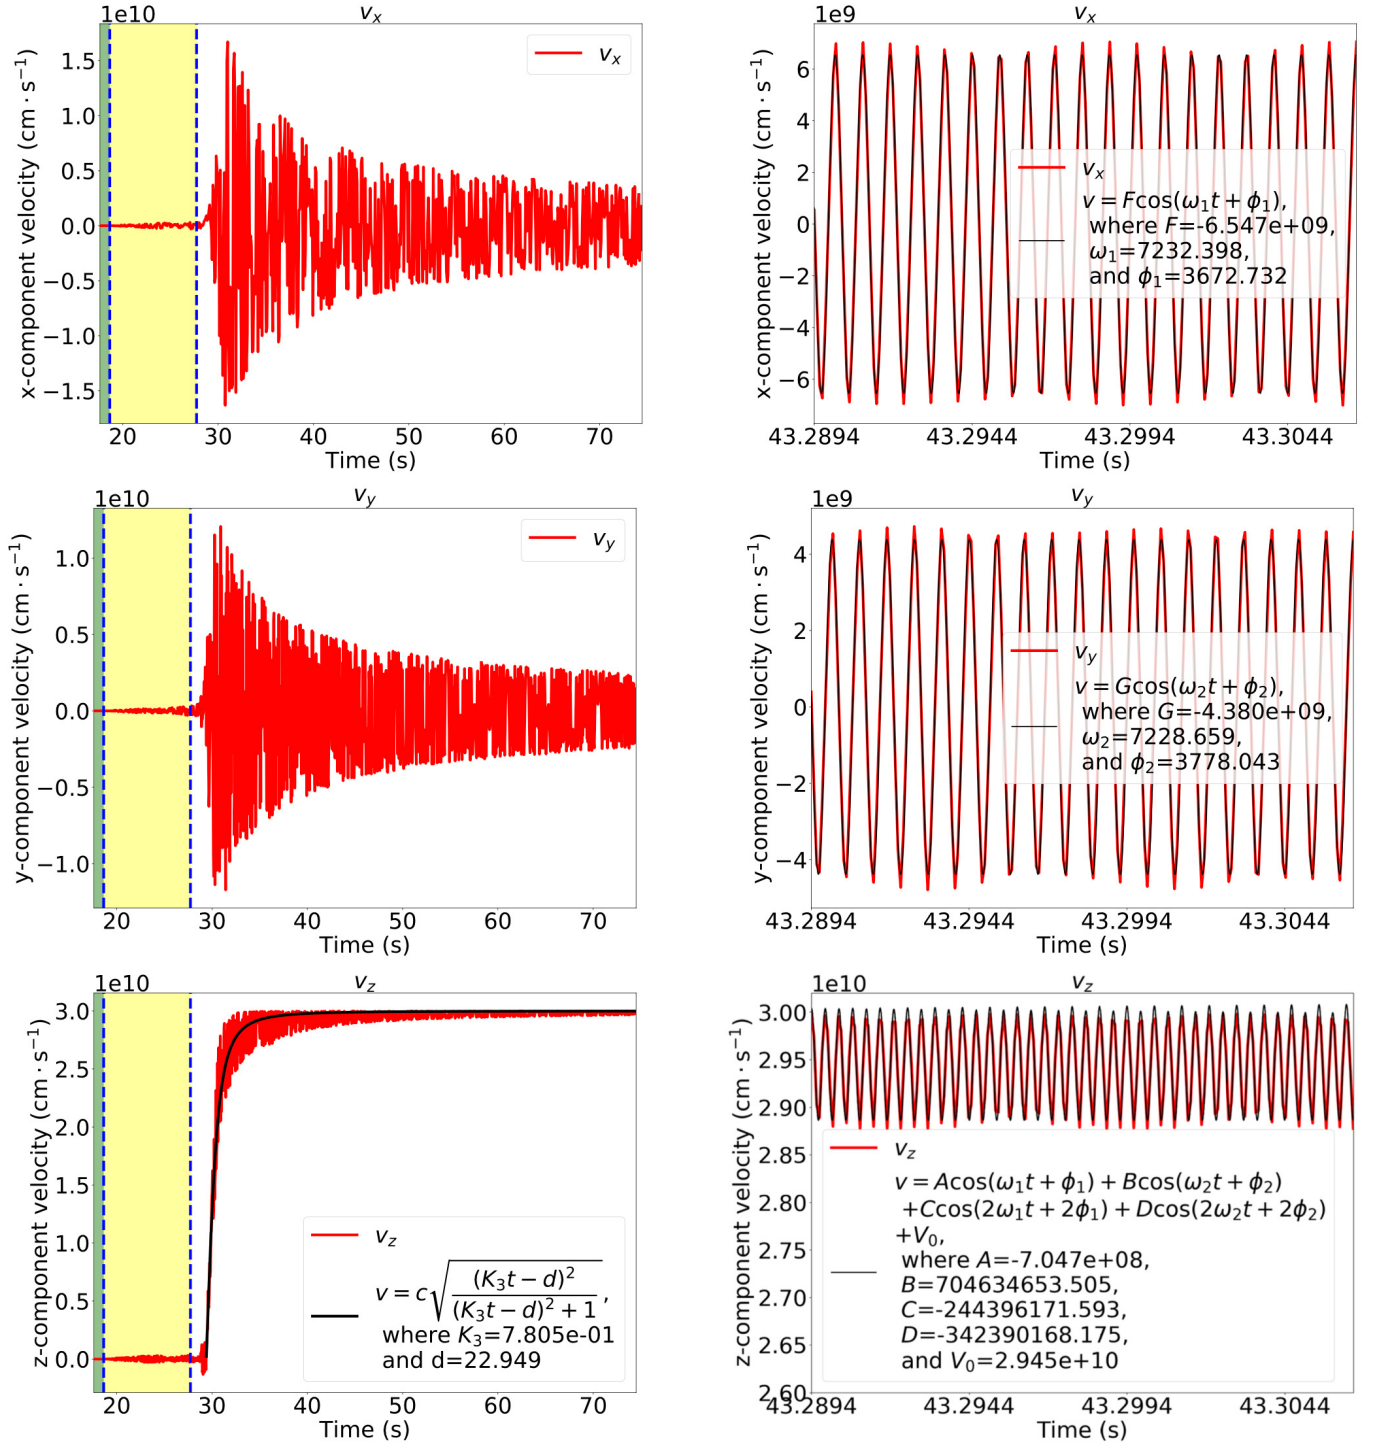 1e10
v_x
x-component velocity (cm · s⁻¹)
1.5
1.0
0.5
0.0
−0.5
−1.0
−1.5
v_x
20 30 40 50 60 70
Time (s)
1e9
v_x
x-component velocity (cm · s⁻¹)
6
4
2
0
−2
−4
−6
v_x
v = Fcos(ω₁t + ϕ₁),
where F=-6.547e+09,
ω₁=7232.398,
and ϕ₁=3672.732
43.2894 43.2944 43.2994 43.3044
Time (s)
1e10
v_y
y-component velocity (cm · s⁻¹)
1.0
0.5
0.0
−0.5
−1.0
v_y
20 30 40 50 60 70
Time (s)
1e9
v_y
y-component velocity (cm · s⁻¹)
4
2
0
−2
−4
v_y
v = Gcos(ω₂t + ϕ₂),
where G=-4.380e+09,
ω₂=7228.659,
and ϕ₂=3778.043
43.2894 43.2944 43.2994 43.3044
Time (s)
1e10
v_z
z-component velocity (cm · s⁻¹)
3.0
2.5
2.0
1.5
1.0
0.5
0.0
v_z
v = c√((K₃t − d)²/((K₃t − d)² + 1)),
where K₃=7.805e-01
and d=22.949
20 30 40 50 60 70
Time (s)
1e10
v_z
z-component velocity (cm · s⁻¹)
3.00
2.95
2.90
2.85
2.80
2.75
2.70
2.65
2.60
v_z
v = Acos(ω₁t + ϕ₁) + Bcos(ω₂t + ϕ₂)
+Ccos(2ω₁t + 2ϕ₁) + Dcos(2ω₂t + 2ϕ₂)
+V₀,
where A=-7.047e+08,
B=704634653.505,
C=-244396171.593,
D=-342390168.175,
and V₀=2.945e+10
43.2894 43.2944 43.2994 43.3044
Time (s)